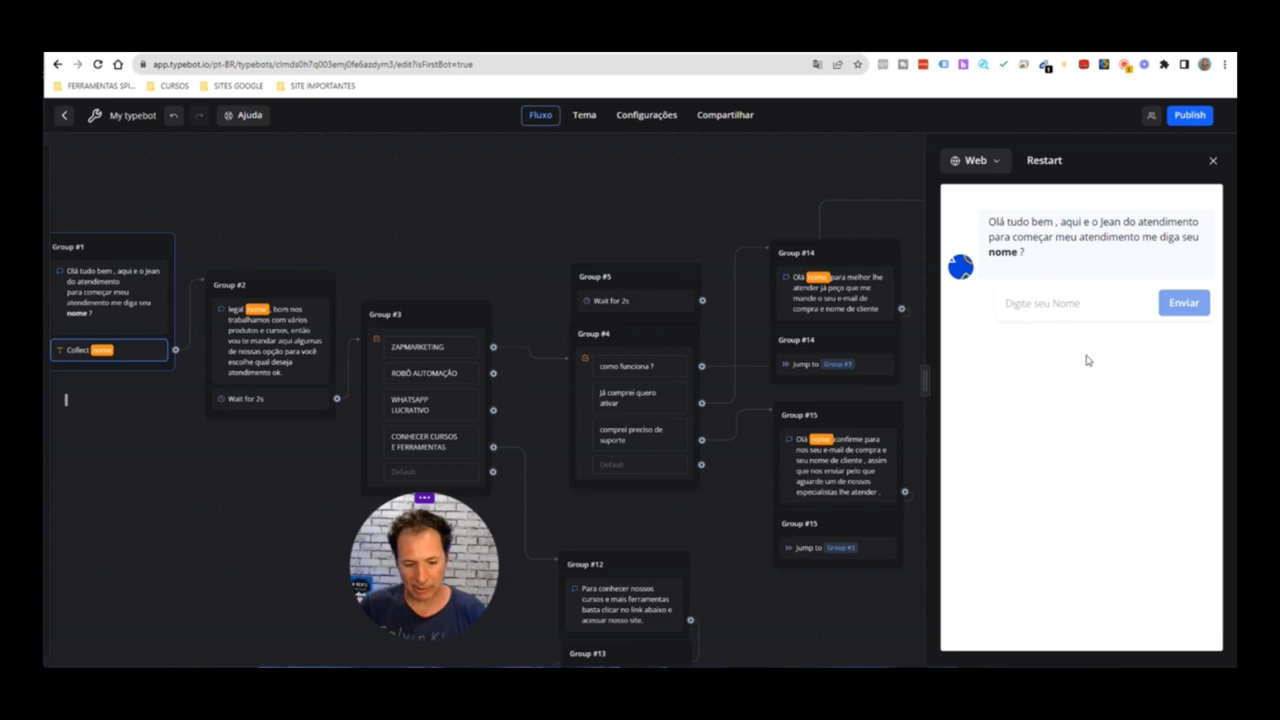 app.typebot.io/pt-BR/typebots/clmds0h7q003emj0fe6azdym3/edit?isFirstBot=true
FERRAMENTAS SPI...
CURSOS
SITES GOOGLE
SITE IMPORTANTES
My typebot
Ajuda
Fluxo
Tema
Configurações
Compartilhar
Publish
Group #1
Olá tudo bem , aqui e o Jean
do atendimento
para começar meu
atendimento me diga seu
nome ?
Collect nome
Group #2
legal nome , bom nos
trabalhamos com vários
produtos e cursos, então
vou te mandar aqui algumas
de nossas opção para você
escolhe qual deseja
atendimento ok.
Wait for 2s
Group #3
ZAPMARKETING
ROBÔ AUTOMAÇÃO
WHATSAPP
LUCRATIVO
CONHECER CURSOS
E FERRAMENTAS
Default
Group #5
Wait for 2s
Group #4
como funciona ?
Já comprei quero
ativar
comprei preciso de
suporte
Default
Group #12
Para conhecer nossos
cursos e mais ferramentas
basta clicar no link abaixo e
acessar nosso site.
Group #13
Group #14
Olá nome para melhor lhe
atender já peço que me
mande o seu e-mail de
compra e nome de cliente
Group #14
Jump to Group #3
Group #15
Olá nome confirme para
nos seu e-mail de compra e
seu nome de cliente , assim
que nos enviar pelo que
aguarde um de nossos
especialistas lhe atender .
Group #15
Jump to Group #3
Web
Restart
Olá tudo bem , aqui e o Jean do atendimento
para começar meu atendimento me diga seu
nome ?
Digite seu Nome
Enviar